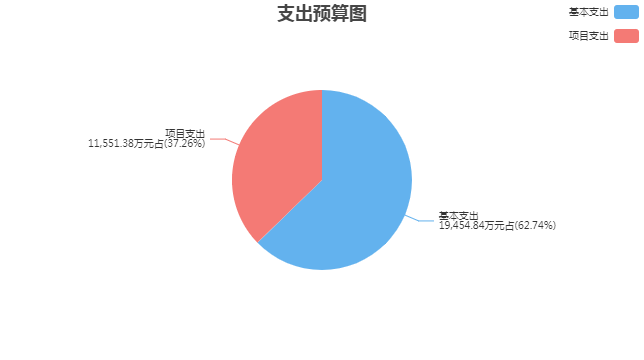 支出预算图
基本支出
项目支出
项目支出
11,551.38万元占(37.26%)
基本支出
19,454.84万元占(62.74%)